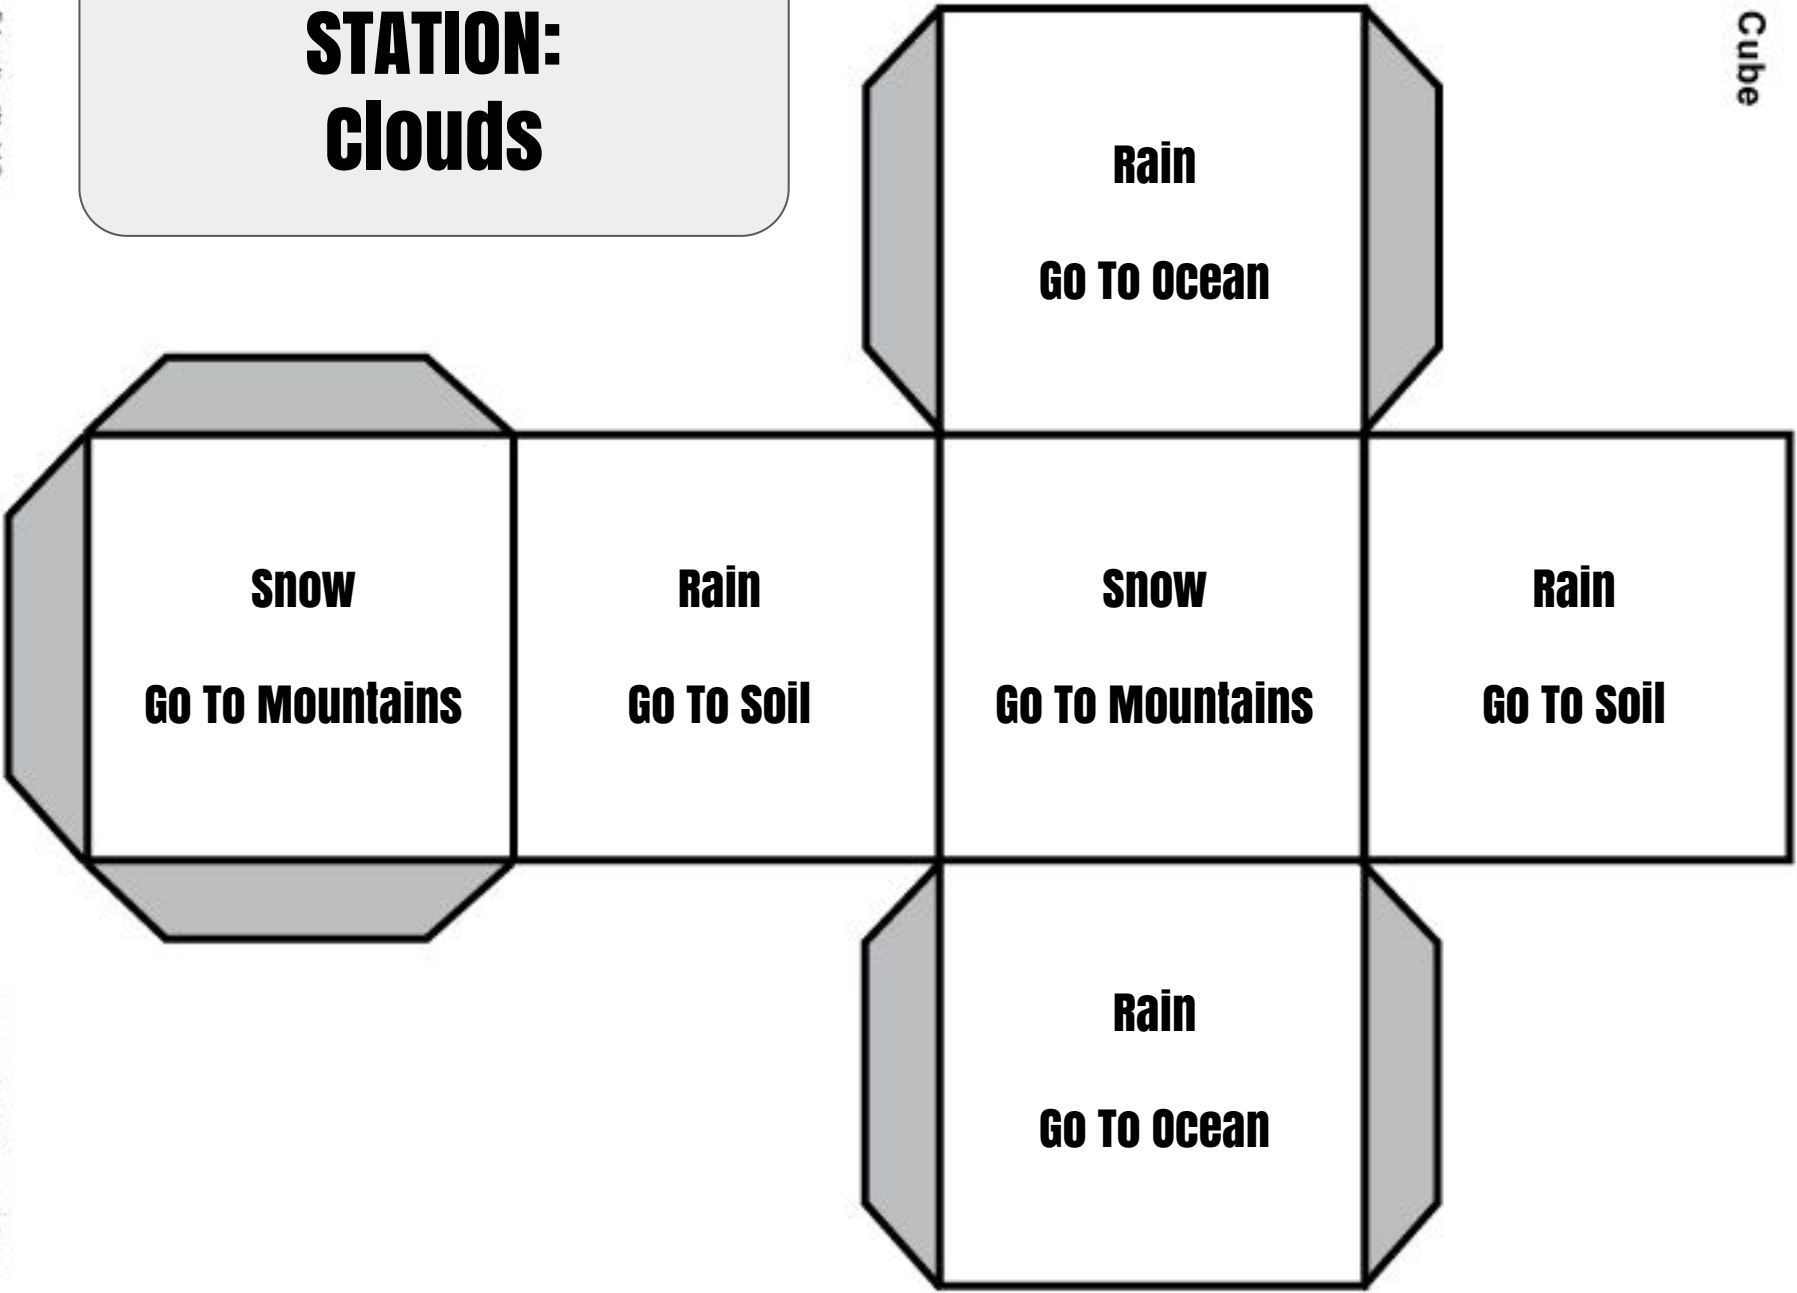 STATION:
Clouds
Cube
Rain
Go To Ocean
Snow
Go To Mountains
Rain
Go To Soil
Snow
Go To Mountains
Rain
Go To Soil
Rain
Go To Ocean